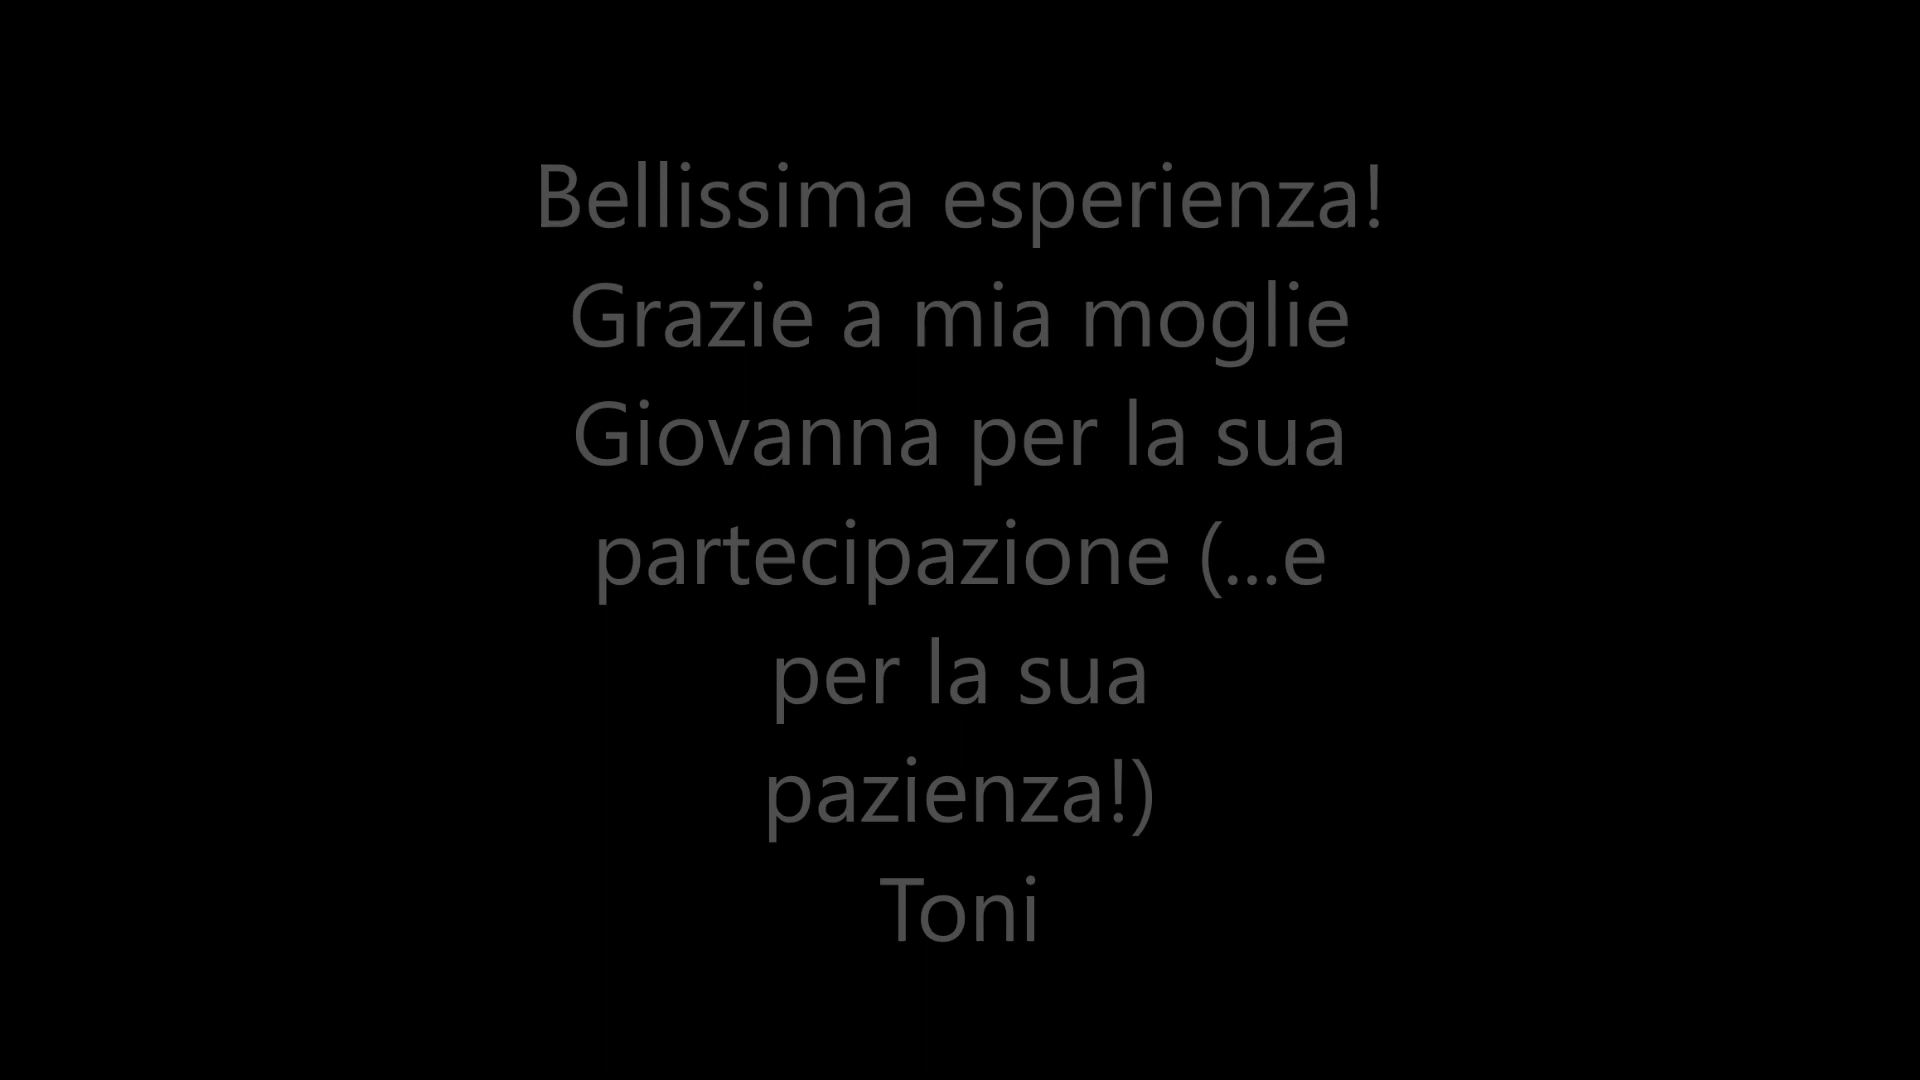 Bellissima esperienza!
Grazie a mia moglie
Giovanna per la sua
partecipazione (...e
per la sua
pazienza!)
Toni